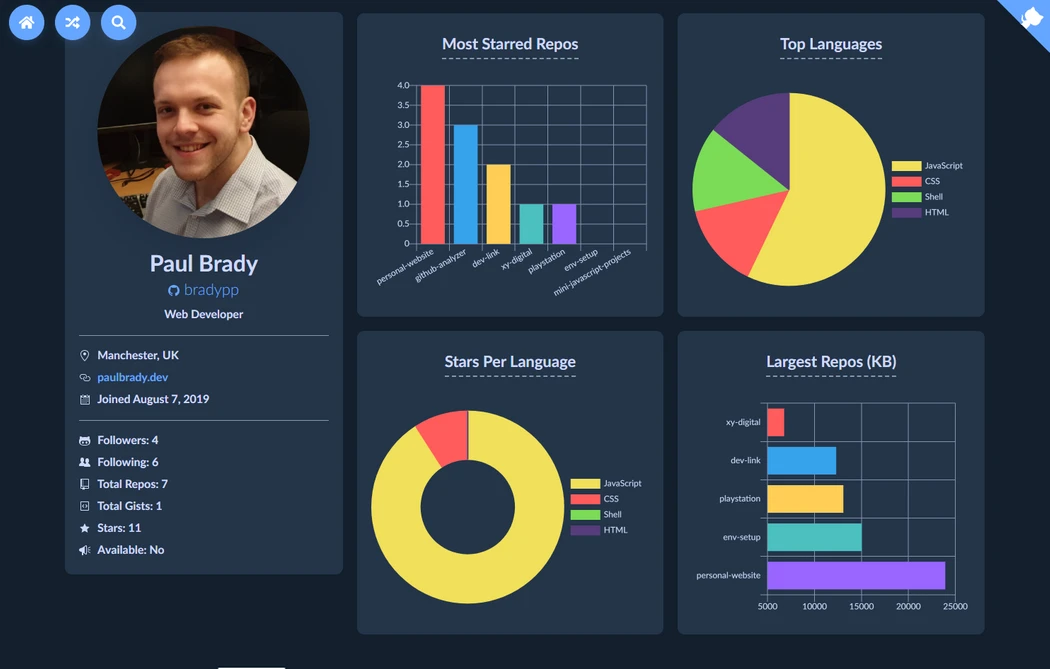 Paul Brady
bradypp
Web Developer
Manchester, UK
paulbrady.dev
Joined August 7, 2019
Followers: 4
Following: 6
Total Repos: 7
Total Gists: 1
Stars: 11
Available: No
Most Starred Repos
4.0
3.5
3.0
2.5
2.0
1.5
1.0
0.5
0
personal-website
github-analyzer
dev-link
xy-digital
playstation
env-setup
mini-javascript-projects
Top Languages
JavaScript
CSS
Shell
HTML
Stars Per Language
JavaScript
CSS
Shell
HTML
Largest Repos (KB)
xy-digital
dev-link
playstation
env-setup
personal-website
5000 10000 15000 20000 25000